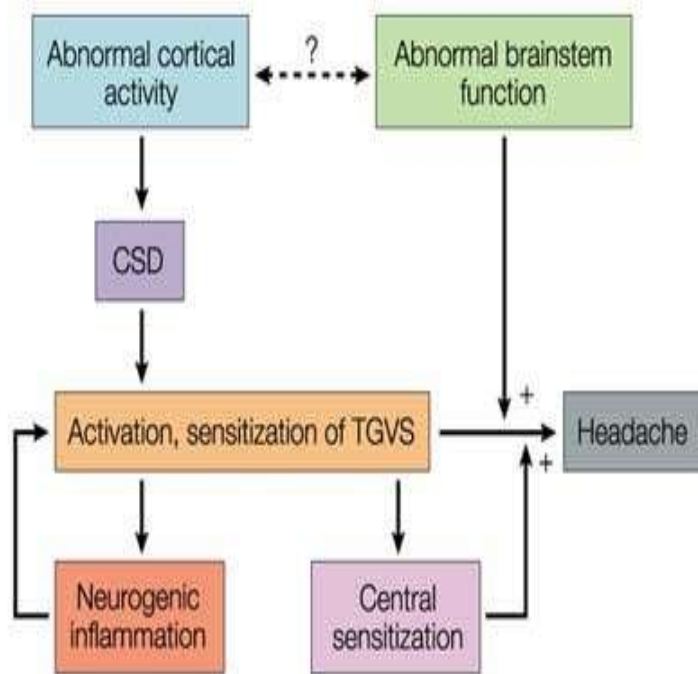 Abnormal cortical
activity
?
Abnormal brainstem
function
CSD
+
Activation, sensitization of TGVS
Headache
+
Neurogenic
inflammation
Central
sensitization